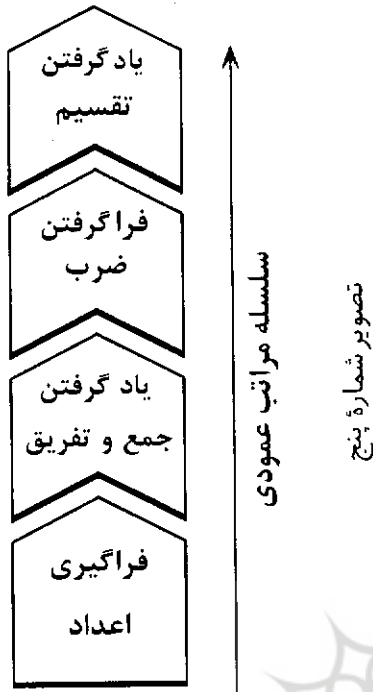 یاد گرفتن
تقسیم
فرا گرفتن
ضرب
یاد گرفتن
جمع و تفریق
فراگیری
اعداد
سلسله مراتب عمودی
تصویر شمارهٔ پنج